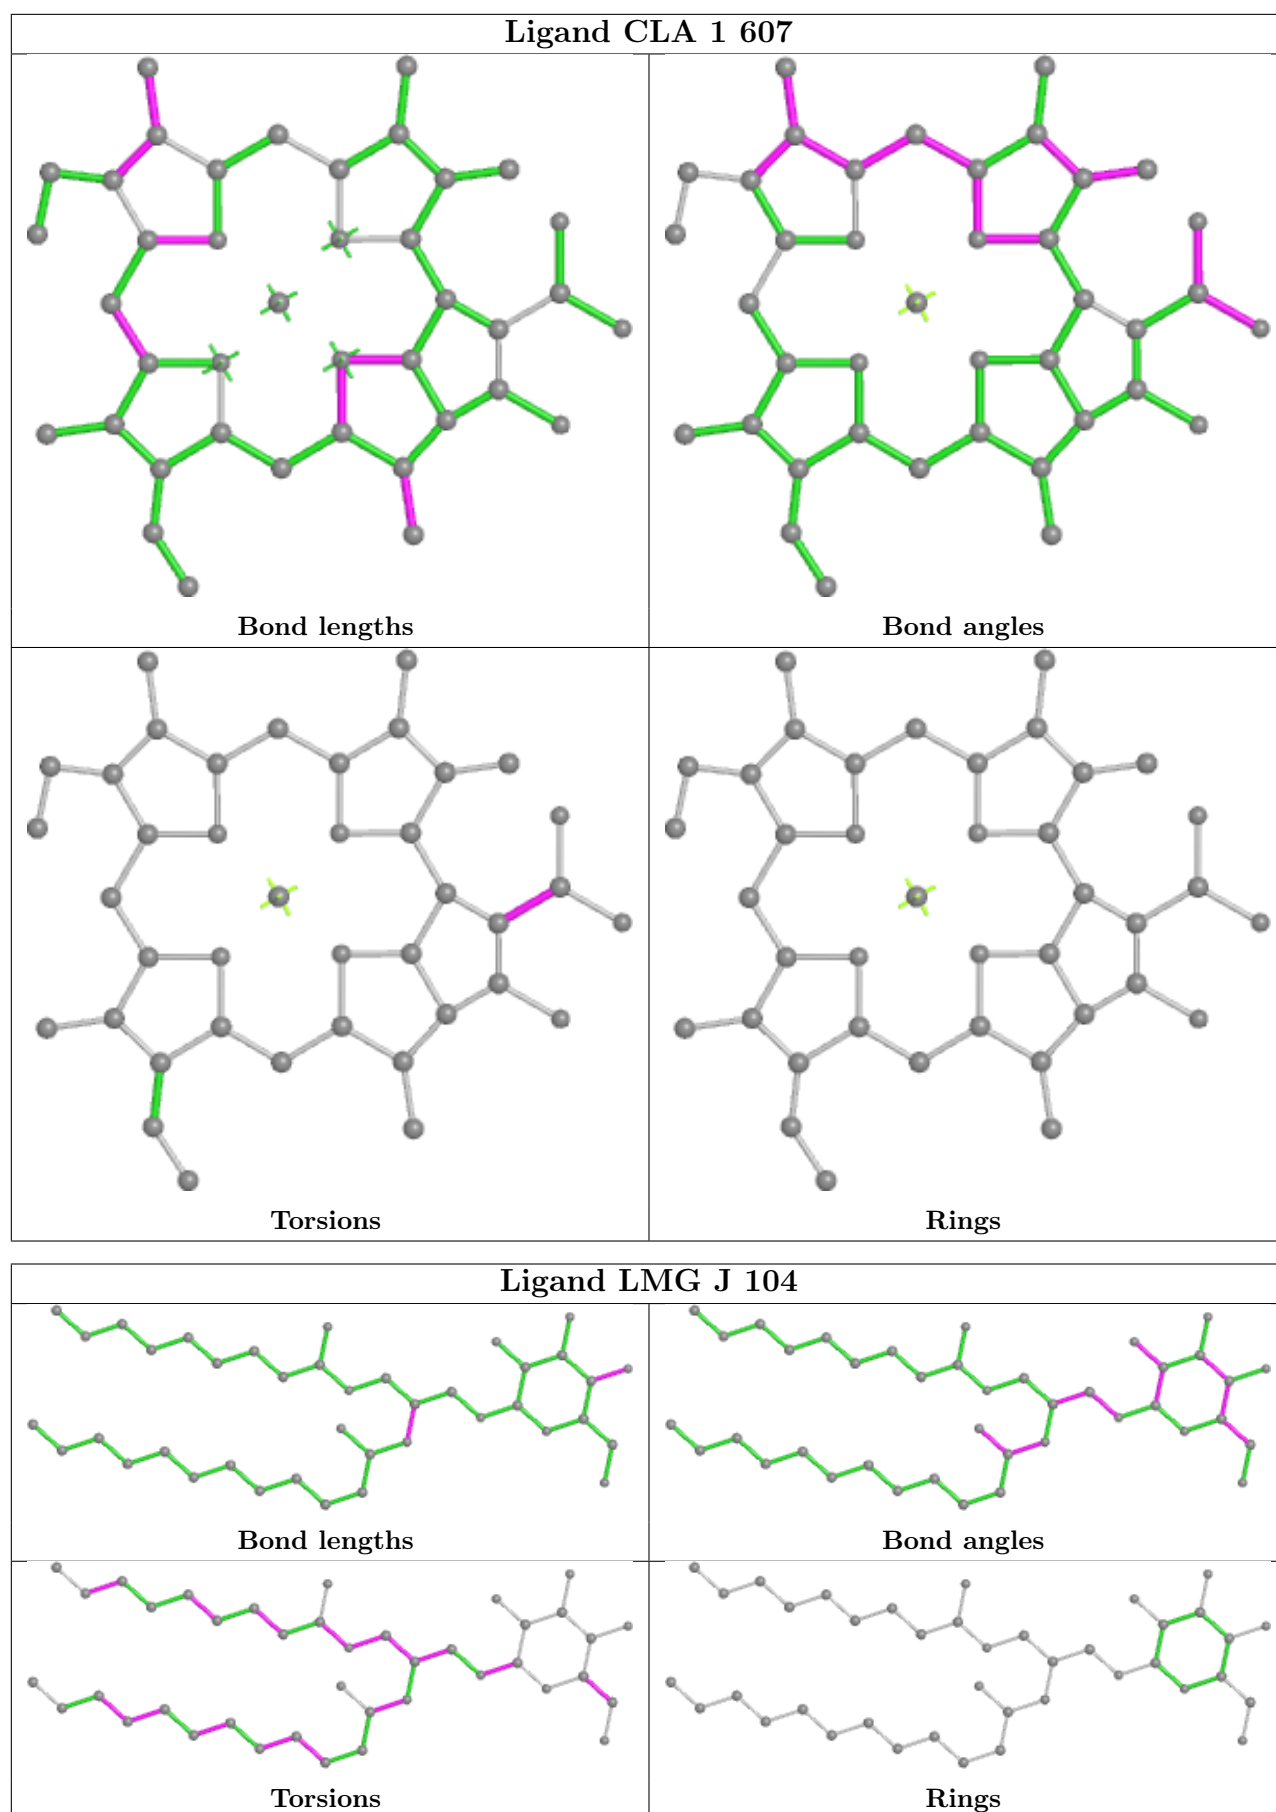 Ligand CLA 1 607
Bond lengths
Bond angles
Torsions
Rings
Ligand LMG J 104
Bond lengths
Bond angles
Torsions
Rings